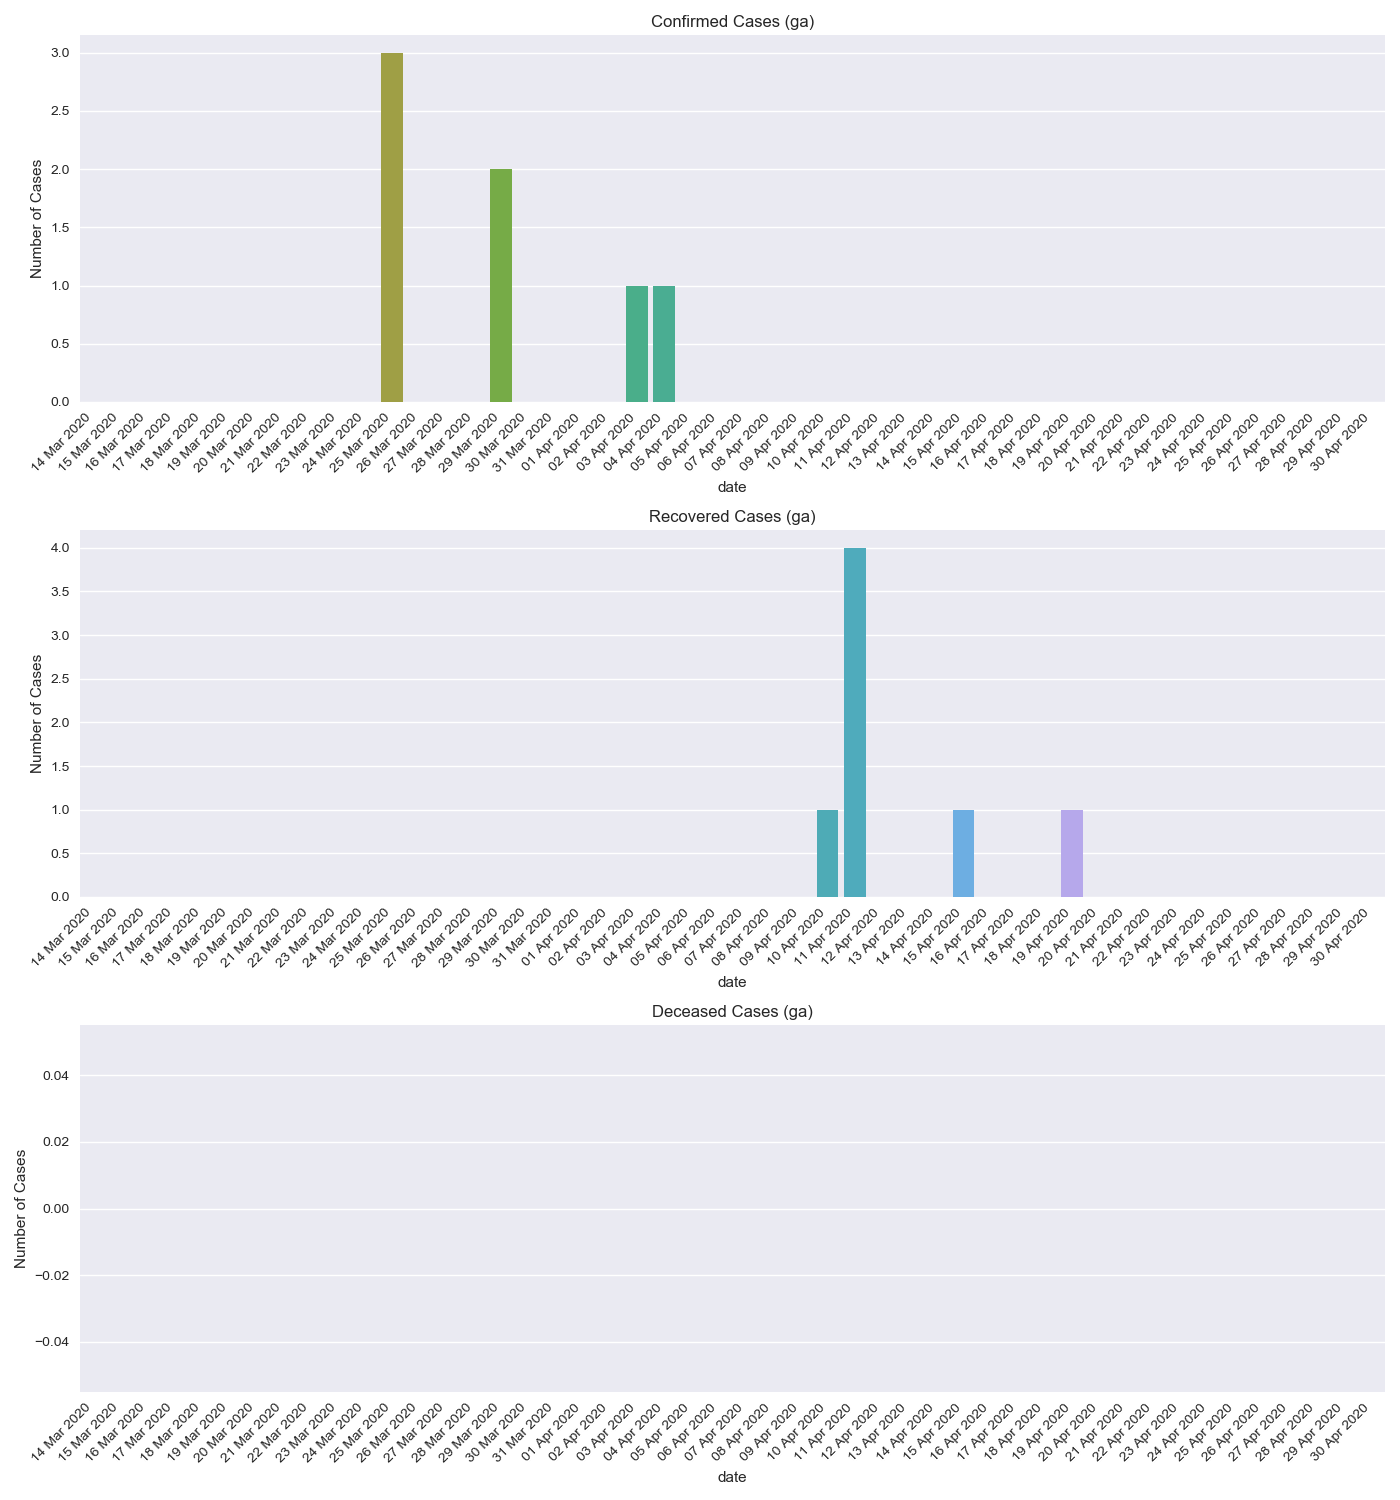 Confirmed Cases (ga)
Number of Cases
3.0
2.5
2.0
1.5
1.0
0.5
0.0
14 Mar 2020
15 Mar 2020
16 Mar 2020
17 Mar 2020
18 Mar 2020
19 Mar 2020
20 Mar 2020
21 Mar 2020
22 Mar 2020
23 Mar 2020
24 Mar 2020
25 Mar 2020
26 Mar 2020
27 Mar 2020
28 Mar 2020
29 Mar 2020
30 Mar 2020
31 Mar 2020
01 Apr 2020
02 Apr 2020
03 Apr 2020
04 Apr 2020
05 Apr 2020
06 Apr 2020
07 Apr 2020
08 Apr 2020
09 Apr 2020
10 Apr 2020
11 Apr 2020
12 Apr 2020
13 Apr 2020
14 Apr 2020
15 Apr 2020
16 Apr 2020
17 Apr 2020
18 Apr 2020
19 Apr 2020
20 Apr 2020
21 Apr 2020
22 Apr 2020
23 Apr 2020
24 Apr 2020
25 Apr 2020
26 Apr 2020
27 Apr 2020
28 Apr 2020
29 Apr 2020
30 Apr 2020
date
Recovered Cases (ga)
Number of Cases
4.0
3.5
3.0
2.5
2.0
1.5
1.0
0.5
0.0
14 Mar 2020
15 Mar 2020
16 Mar 2020
17 Mar 2020
18 Mar 2020
19 Mar 2020
20 Mar 2020
21 Mar 2020
22 Mar 2020
23 Mar 2020
24 Mar 2020
25 Mar 2020
26 Mar 2020
27 Mar 2020
28 Mar 2020
29 Mar 2020
30 Mar 2020
31 Mar 2020
01 Apr 2020
02 Apr 2020
03 Apr 2020
04 Apr 2020
05 Apr 2020
06 Apr 2020
07 Apr 2020
08 Apr 2020
09 Apr 2020
10 Apr 2020
11 Apr 2020
12 Apr 2020
13 Apr 2020
14 Apr 2020
15 Apr 2020
16 Apr 2020
17 Apr 2020
18 Apr 2020
19 Apr 2020
20 Apr 2020
21 Apr 2020
22 Apr 2020
23 Apr 2020
24 Apr 2020
25 Apr 2020
26 Apr 2020
27 Apr 2020
28 Apr 2020
29 Apr 2020
30 Apr 2020
date
Deceased Cases (ga)
Number of Cases
0.04
0.02
0.00
−0.02
−0.04
14 Mar 2020
15 Mar 2020
16 Mar 2020
17 Mar 2020
18 Mar 2020
19 Mar 2020
20 Mar 2020
21 Mar 2020
22 Mar 2020
23 Mar 2020
24 Mar 2020
25 Mar 2020
26 Mar 2020
27 Mar 2020
28 Mar 2020
29 Mar 2020
30 Mar 2020
31 Mar 2020
01 Apr 2020
02 Apr 2020
03 Apr 2020
04 Apr 2020
05 Apr 2020
06 Apr 2020
07 Apr 2020
08 Apr 2020
09 Apr 2020
10 Apr 2020
11 Apr 2020
12 Apr 2020
13 Apr 2020
14 Apr 2020
15 Apr 2020
16 Apr 2020
17 Apr 2020
18 Apr 2020
19 Apr 2020
20 Apr 2020
21 Apr 2020
22 Apr 2020
23 Apr 2020
24 Apr 2020
25 Apr 2020
26 Apr 2020
27 Apr 2020
28 Apr 2020
29 Apr 2020
30 Apr 2020
date